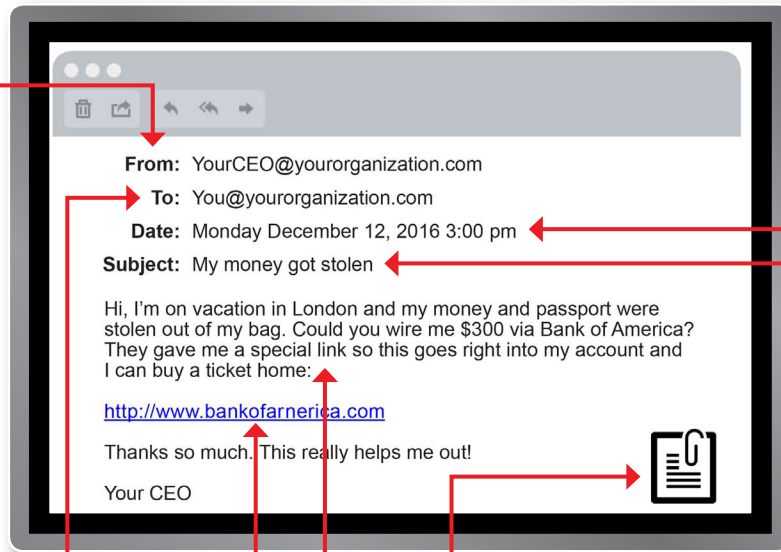 From: YourCEO@yourorganization.com
To: You@yourorganization.com
Date: Monday December 12, 2016 3:00 pm
Subject: My money got stolen
Hi, I'm on vacation in London and my money and passport were
stolen out of my bag. Could you wire me $300 via Bank of America?
They gave me a special link so this goes right into my account and
I can buy a ticket home:
http://www.bankofarnerica.com
Thanks so much. This really helps me out!
Your CEO